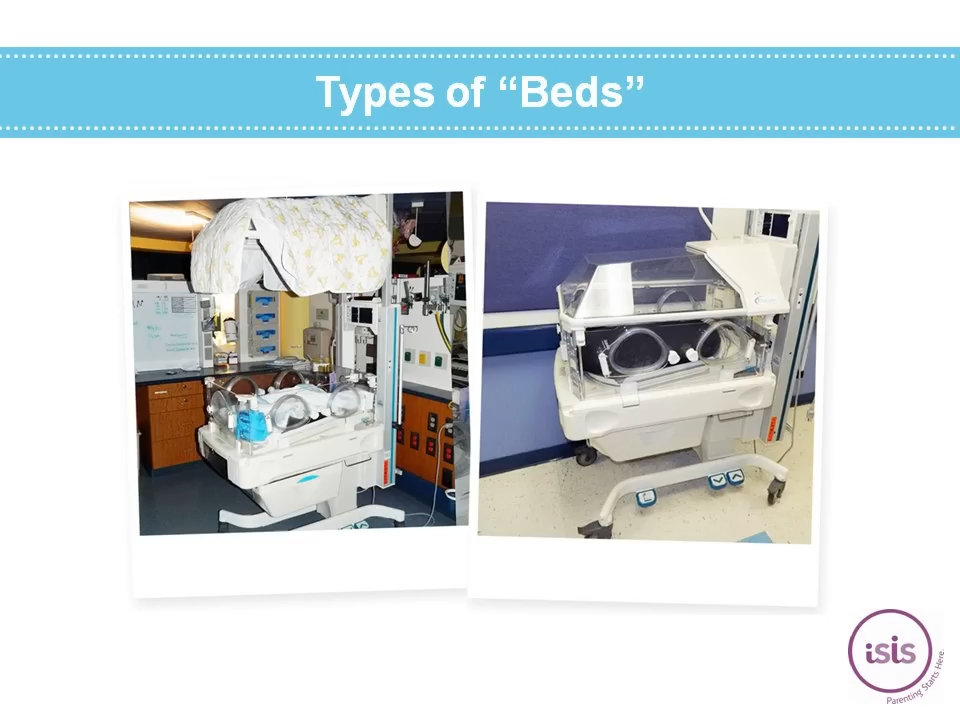 Types of “Beds”
isis
Parenting Starts Here.